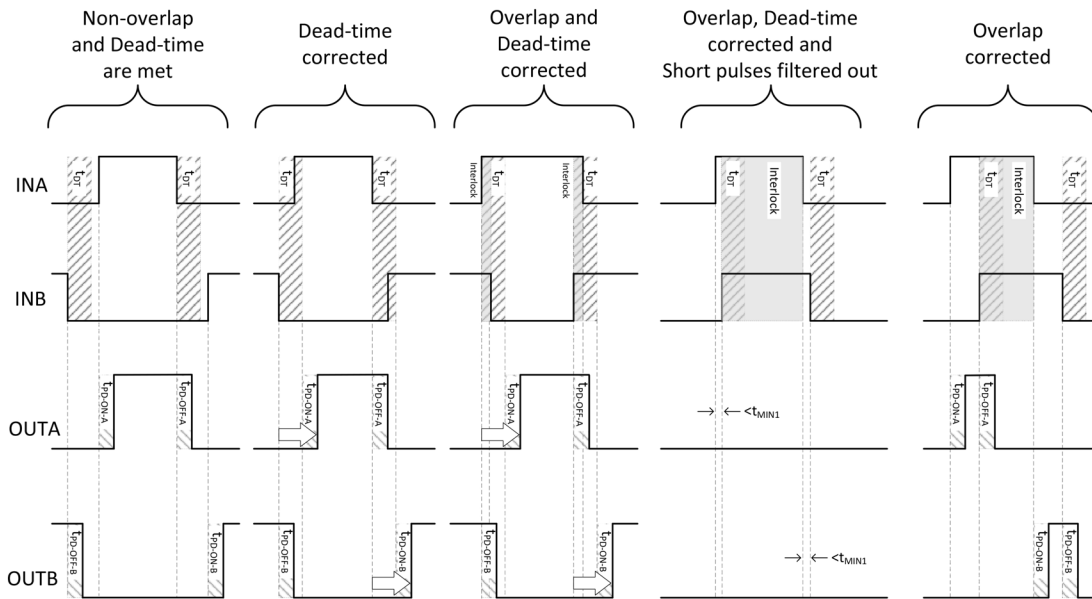 Non-overlap
and Dead-time
are met
Dead-time
corrected
Overlap and
Dead-time
corrected
Overlap, Dead-time
corrected and
Short pulses filtered out
Overlap
corrected
INA
tDT
tDT
tDT
tDT
Interlock
tDT
Interlock
tDT
tDT
Interlock
tDT
tDT
Interlock
tDT
INB
OUTA
tPD-ON-A
tPD-OFF-A
tPD-ON-A
tPD-OFF-A
tPD-ON-A
tPD-OFF-A
<tMIN1
tPD-ON-A
tPD-OFF-A
OUTB
tPD-OFF-B
tPD-ON-B
tPD-OFF-B
tPD-ON-B
tPD-OFF-B
tPD-ON-B
<tMIN1
tPD-ON-B
tPD-OFF-B